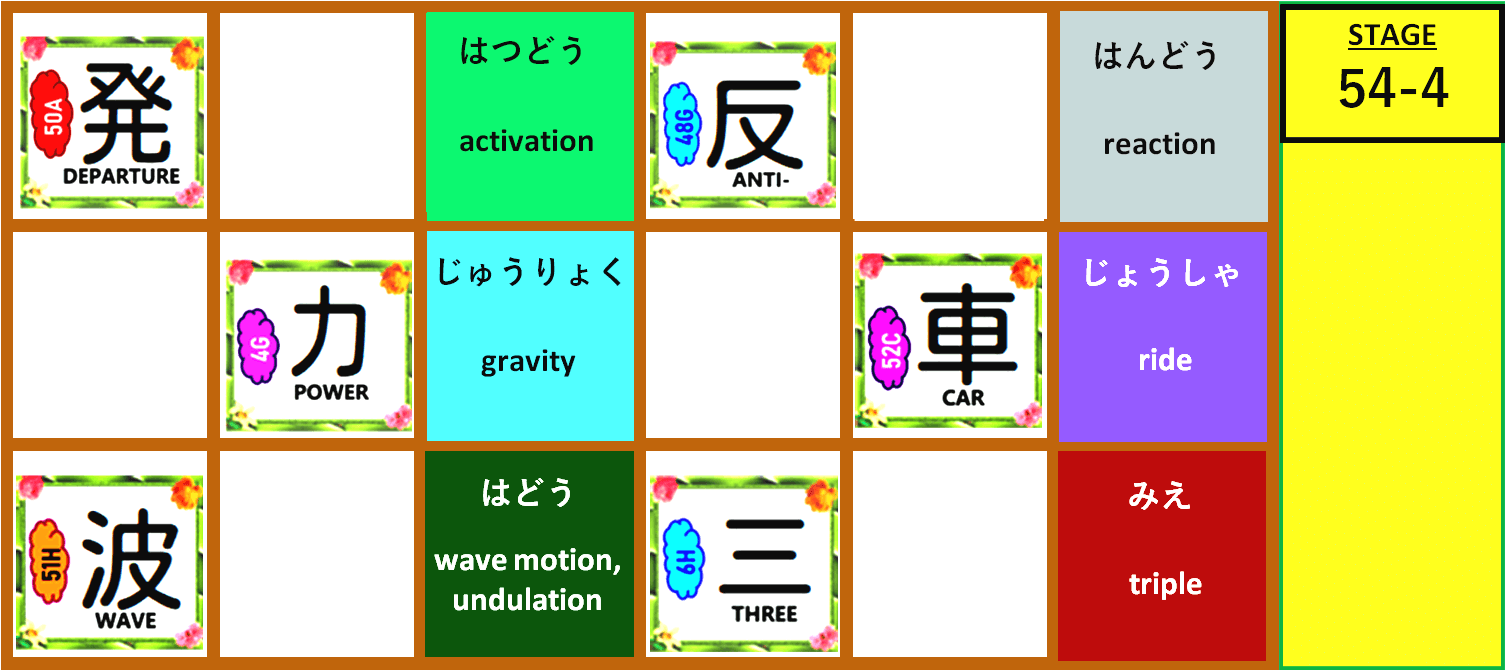 50A
発
DEPARTURE
はつどう
activation
48G
反
ANTI-
はんどう
reaction
STAGE
54-4
4G
力
POWER
じゅうりょく
gravity
52C
車
CAR
じょうしゃ
ride
51H
波
WAVE
はどう
wave motion,
undulation
6H
三
THREE
みえ
triple